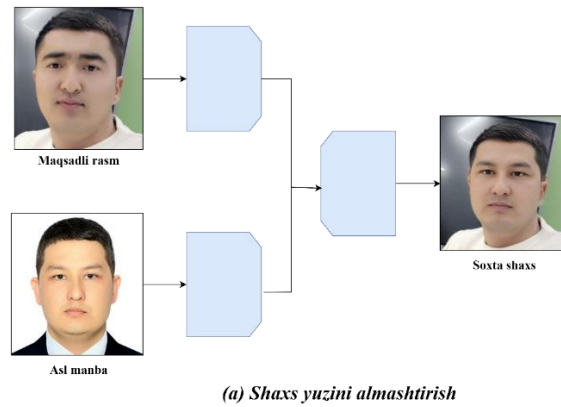 Maqsadli rasm
Soxta shaxs
Asl manba
(a) Shaxs yuzini almashtirish